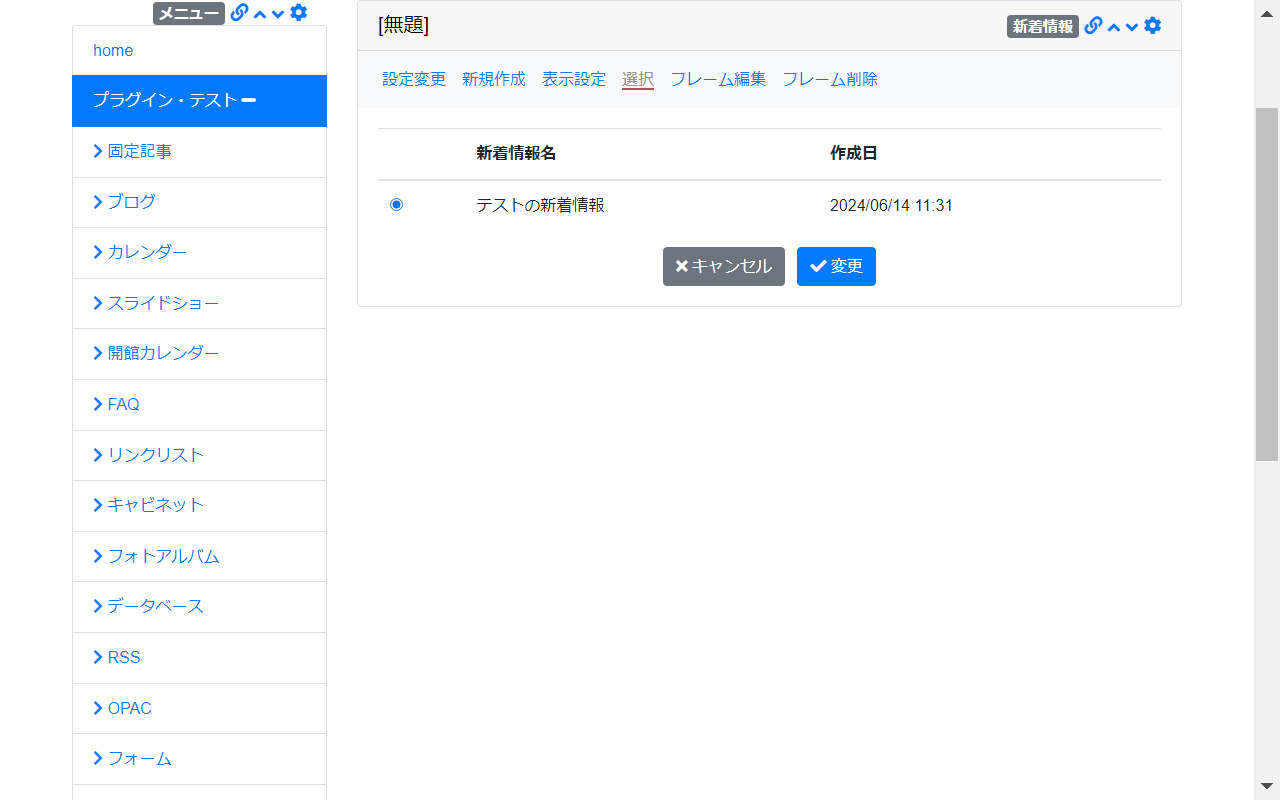 メニュー
home
プラグイン・テスト
固定記事
ブログ
カレンダー
スライドショー
開館カレンダー
FAQ
リンクリスト
キャビネット
フォトアルバム
データベース
RSS
OPAC
フォーム
[無題]
新着情報
設定変更 新規作成 表示設定 選択 フレーム編集 フレーム削除
新着情報名 作成日
テストの新着情報 2024/06/14 11:31
キャンセル 変更